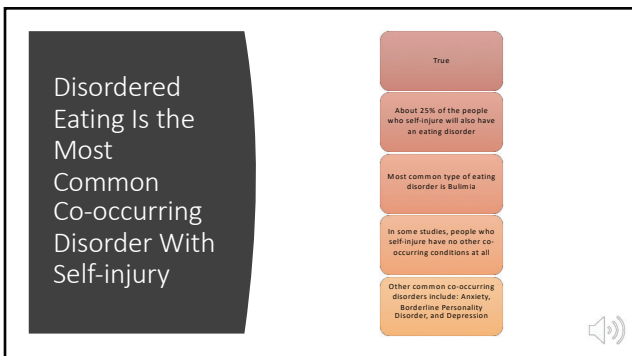 Disordered
Eating Is the
Most
Common
Co-occurring
Disorder With
Self-injury
True
About 25% of the people
who self-injure will also have
an eating disorder
Most common type of eating
disorder is Bulimia
In some studies, people who
self-injure have no other co-
occurring conditions at all
Other common co-occurring
disorders include: Anxiety,
Borderline Personality
Disorder, and Depression